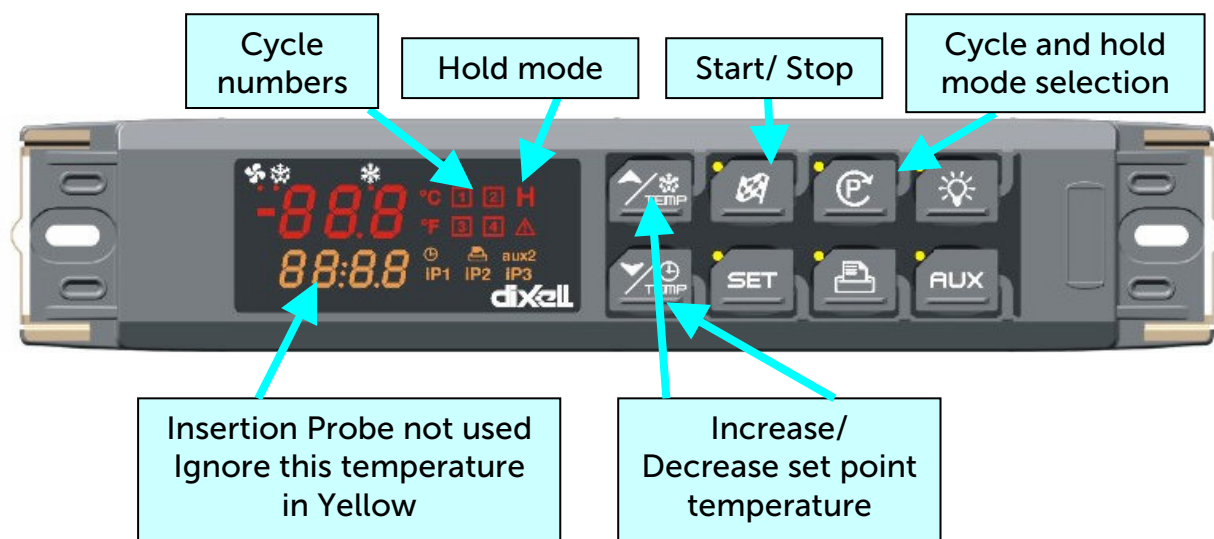 Cycle
numbers
Hold mode
Start/ Stop
Cycle and hold
mode selection
-88.8 °C 1 2 H
°F 3 4
TEMP
P
88:8.8 iP1 iP2 aux2 iP3
dixell
TEMP
SET
AUX
Insertion Probe not used
Ignore this temperature
in Yellow
Increase/
Decrease set point
temperature